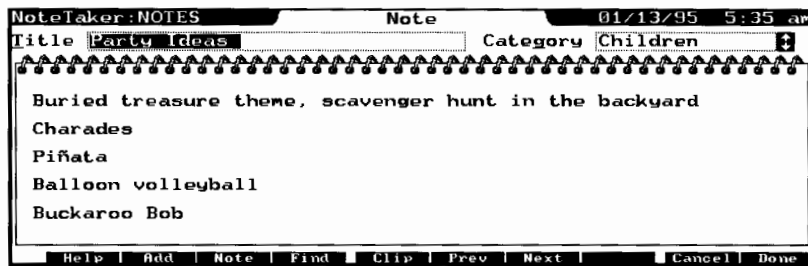 NoteTaker:NOTES Note 01/13/95 5:35 am
Title Party Ideas Category Children
Buried treasure theme, scavenger hunt in the backyard
Charades
Piñata
Balloon volleyball
Buckaroo Bob
Help Add Note Find Clip Prev Next Cancel Done